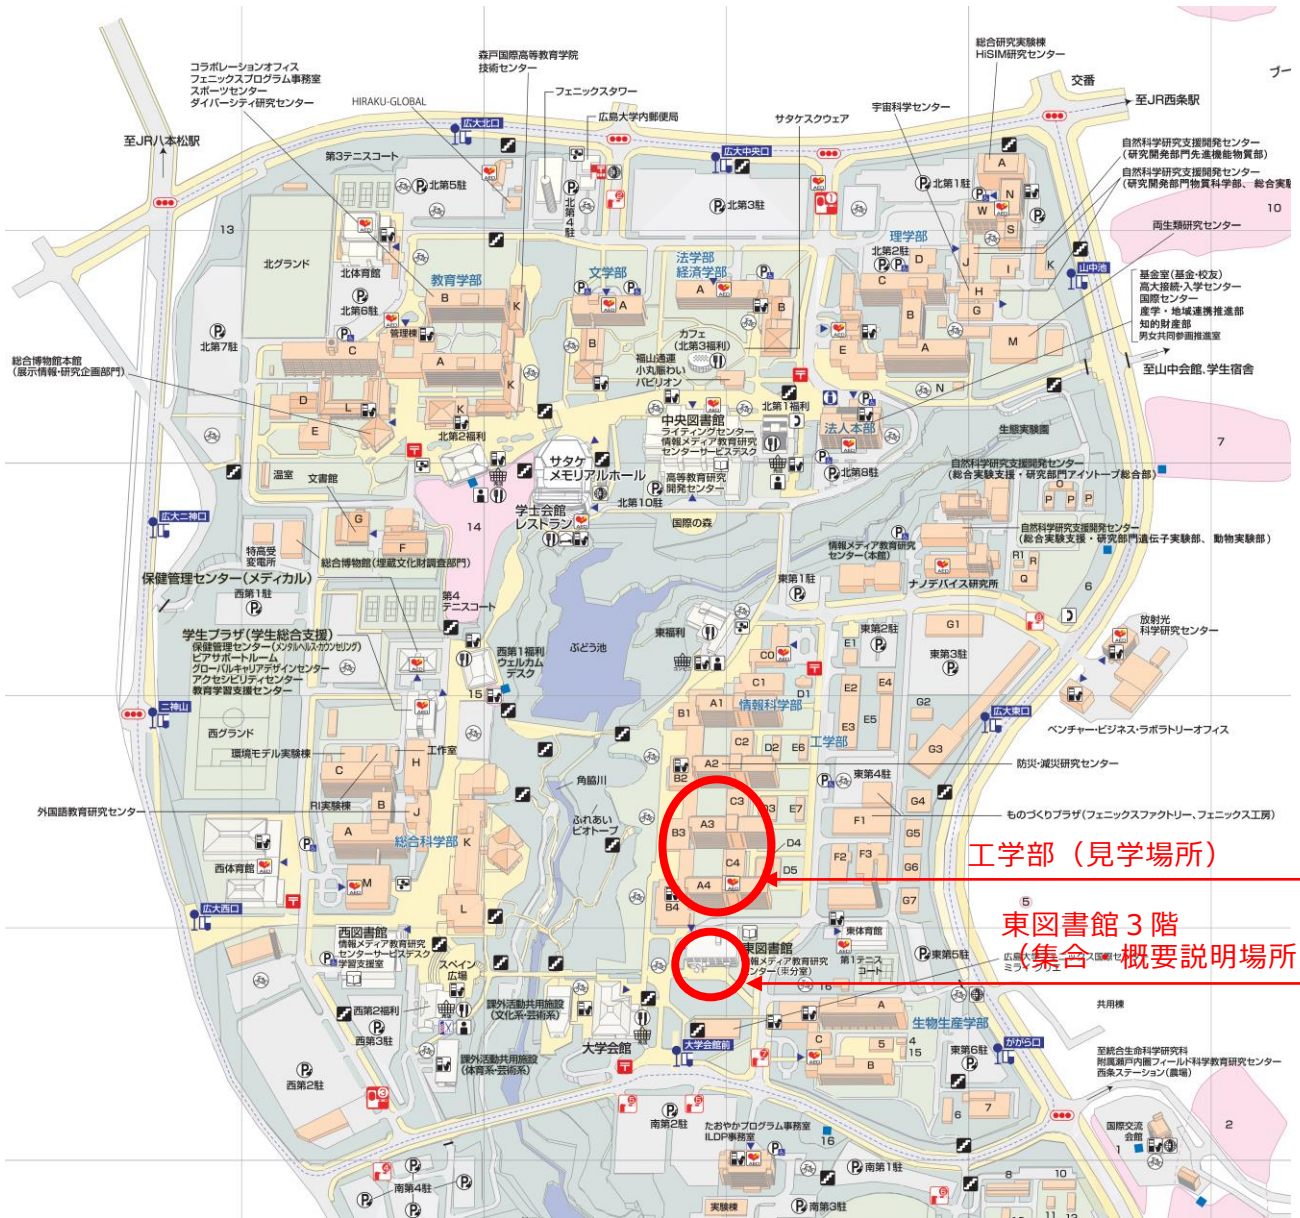 総合研究実験棟
HiSIM研究センター
森戸国際高等教育学院
技術センター
コラボレーションオフィス
フェニックスプログラム事務室
スポーツセンター
ダイバーシティ研究センター
交番
フェニックスタワー
至JR西条駅
HIRAKU-GLOBAL
宇宙科学センター
広島大学内郵便局
サタケスクウェア
広大北口
至JR八本松駅
広大中央口
自然科学研究支援開発センター
(研究開発部門先進機能物質部)
第3テニスコート
自然科学研究支援開発センター
(研究開発部門物質科学部、総合実験
北第5駐
北第1駐
北第4駐
北第3駐
10
両生類研究センター
13
理学部
北第2駐
法学部
経済学部
文学部
教育学部
北グランド
北体育館
山中池
基金室(基金・校友)
高大接続・入学センター
国際センター
産学・地域連携推進部
知的財産部
男女共同参画推進室
北第6駐
管理棟
北第7駐
カフェ
(北第3福利)
福山通運
小丸賑わい
パビリオン
総合博物館本館
(展示情報・研究企画部門)
至山中会館、学生宿舎
北第1福利
中央図書館
ライティングセンター
情報メディア教育研究
センターサービスデスク
法人本部
生態実験園
北第2福利
7
サタケ
メモリアルホール
高等教育研究
開発センター
北第8駐
自然科学研究支援開発センター
(総合実験支援・研究部門アイソトープ総合部)
温室
文書館
北第10駐
学士会館
レストラン
国際の森
14
自然科学研究支援開発センター
(総合実験支援・研究部門遺伝子実験部、動物実験部)
広大二神口
特高受
変電所
総合博物館(埋蔵文化財調査部門)
情報メディア教育研究
センター(本館)
ナノデバイス研究所
保健管理センター(メディカル)
西第1駐
第4
テニスコート
東第1駐
6
学生プラザ(学生総合支援)
保健管理センター(メンタルヘルス・カウンセリング)
ピアサポートルーム
グローバルキャリアデザインセンター
アクセシビリティセンター
教育学習支援センター
西第1福利
ウェルカム
デスク
ぶどう池
東福利
東第2駐
東第3駐
放射光
科学研究センター
15
二神山
情報科学部
広大東口
西グランド
ベンチャー・ビジネス・ラボラトリーオフィス
工学部
環境モデル実験棟
工作室
角脇川
防災・減災研究センター
東第4駐
RI実験棟
外国語教育研究センター
ふれあい
ビオトープ
ものづくりプラザ(フェニックスファクトリー、フェニックス工房)
総合科学部
工学部（見学場所）
西体育館
広大西口
5
東図書館３階
（集合・概要説明場所
西図書館
情報メディア教育研究
センターサービスデスク
学習支援室
スペイン
広場
東図書館
情報メディア教育研究
センター(東分室)
東体育館
第1テニス
コート
東第5駐
16
共用棟
西第2福利
西第3駐
課外活動共用施設
(文化系・芸術系)
大学会館
大学会館前
生物生産学部
東第6駐
ががら口
課外活動共用施設
(体育系・芸術系)
西第2駐
至統合生命科学研究科
附属瀬戸内圏フィールド科学教育研究センター
西条ステーション(農場)
南第2駐
たおやかプログラム事務室
ILDP事務室
16
国際交流
会館
1
2
南第4駐
南第1駐
実験棟
南第3駐